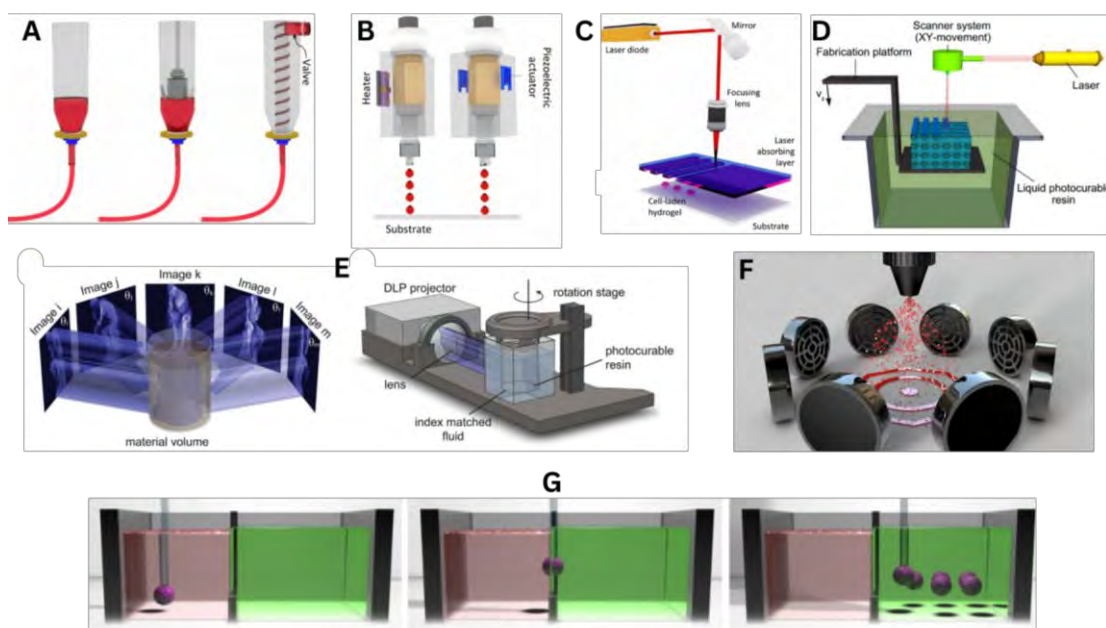 A
Valve
B
Heater
Piezoelectric
actuator
Substrate
C
Laser diode
Mirror
Focusing
lens
Laser
absorbing
layer
Cell-laden
hydrogel
Substrate
D
Scanner system
(XY-movement)
Fabrication platform
Laser
Liquid photocurable
resin
Image i
Image j
Image k
Image l
Image m
material volume
E
DLP projector
rotation stage
lens
photocurable
resin
index matched
fluid
F
G